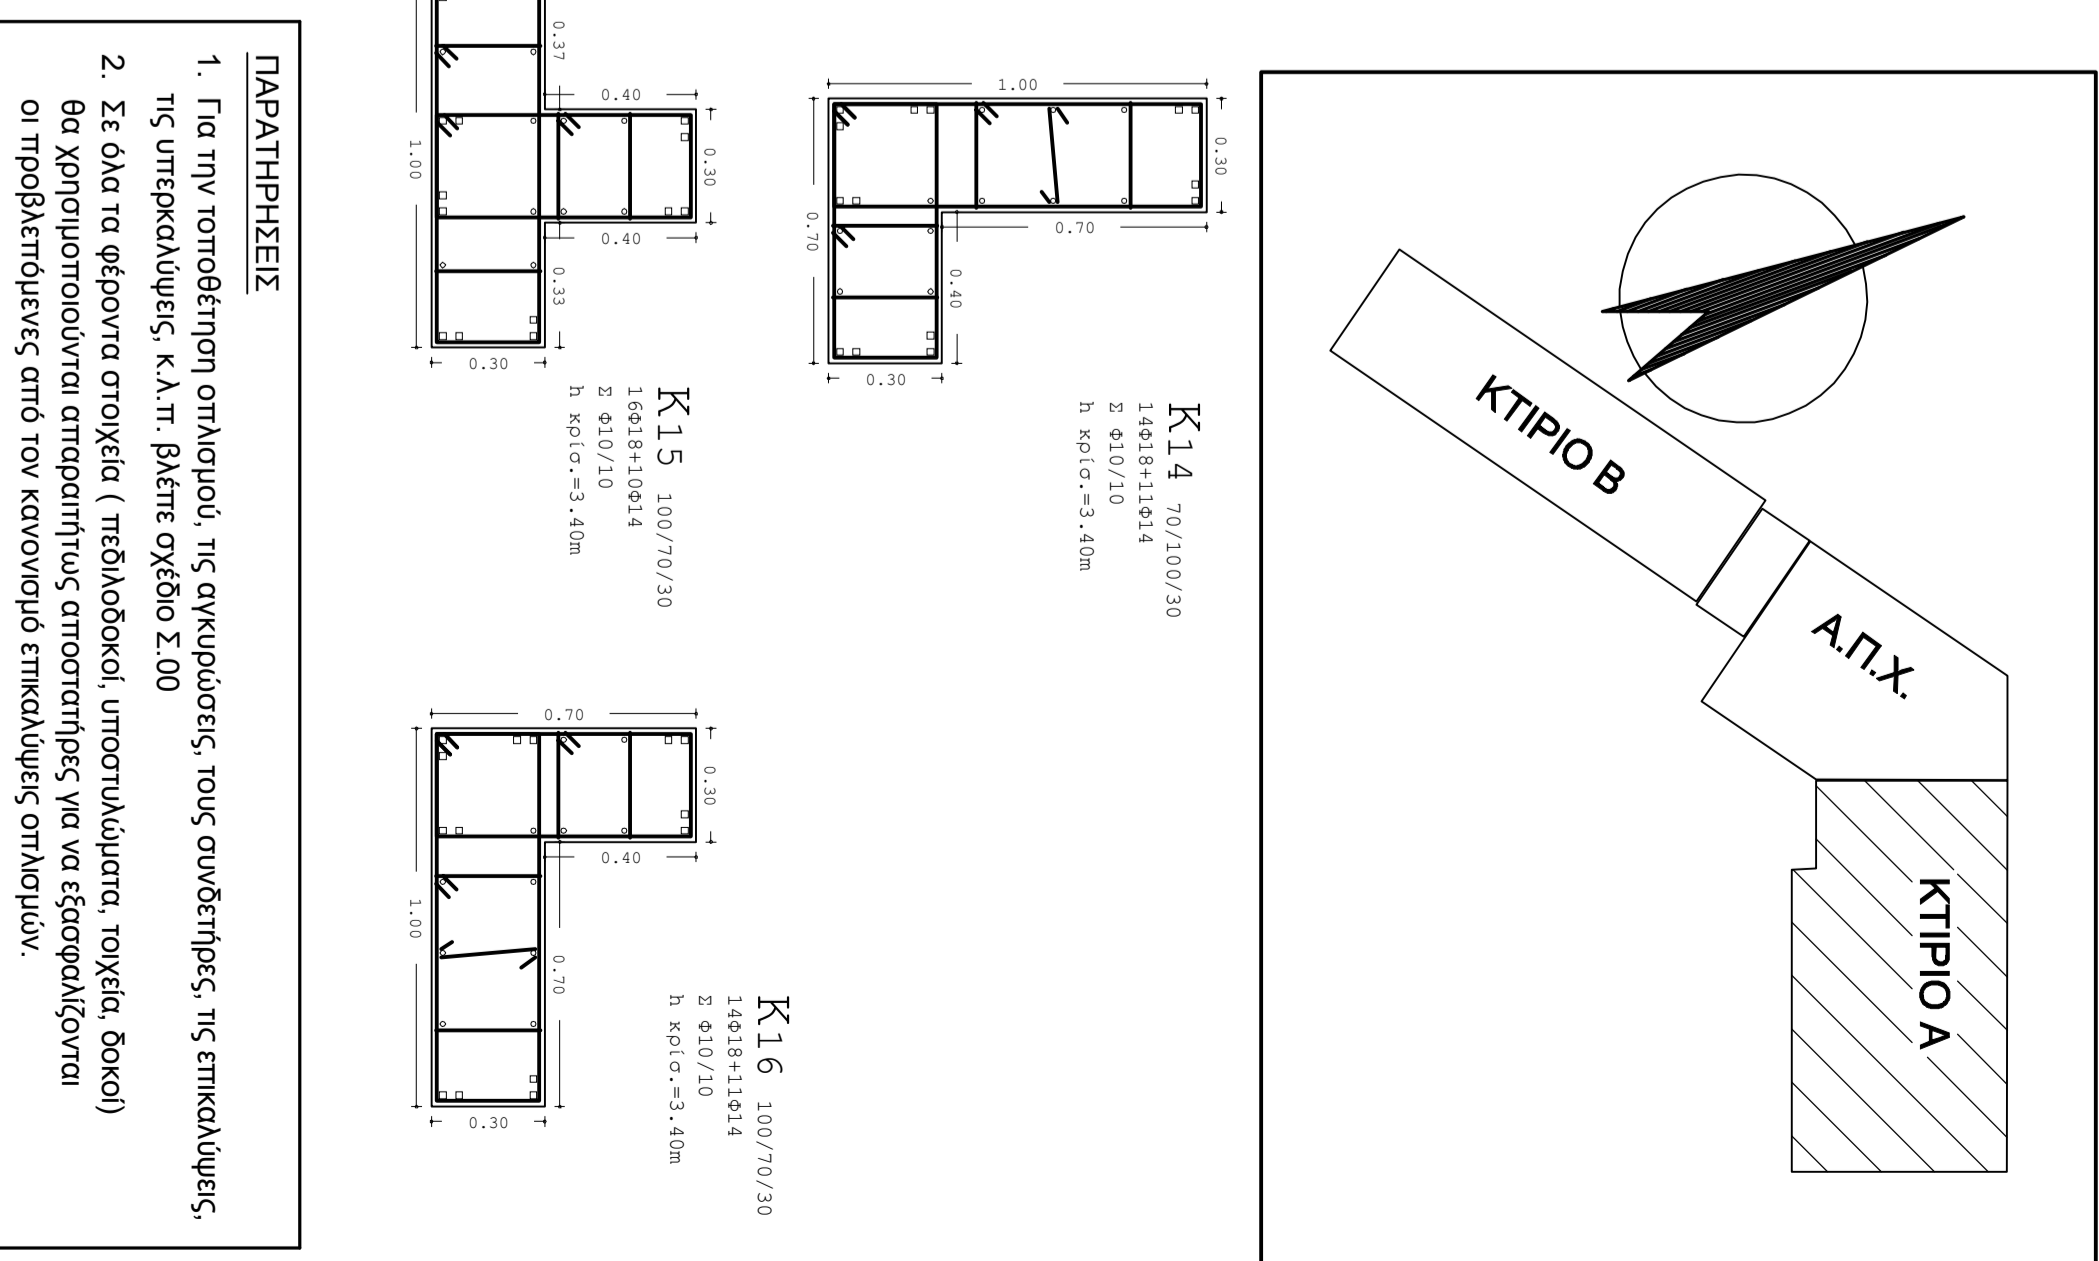 ΚΤΙΡΙΟ Β
Α.Π.Χ.
ΚΤΙΡΙΟ Α
1.00
0.30
0.70
0.70
0.40
0.30
Κ14 70/100/30
14Φ18+11Φ14
Σ Φ10/10
h κρίσ.=3.40m
0.37
0.40
0.30
1.00
0.40
0.33
0.30
Κ15 100/70/30
16Φ18+10Φ14
Σ Φ10/10
h κρίσ.=3.40m
0.70
0.30
0.40
1.00
0.70
0.30
Κ16 100/70/30
14Φ18+11Φ14
Σ Φ10/10
h κρίσ.=3.40m
ΠΑΡΑΤΗΡΗΣΕΙΣ
1. Για την τοποθέτηση οπλισμού, τις αγκυρώσεις, τους συνδετήρες, τις επικαλύψεις,
τις υπερκαλύψεις, κ.λ.π. βλέπε σχέδιο Σ.00
2. Σε όλα τα φέροντα στοιχεία ( πεδιλοδοκοί, υποστυλώματα, τοιχεία, δοκοί)
θα χρησιμοποιούνται απαραιτήτως αποστατήρες για να εξασφαλίζονται
οι προβλεπόμενες από τον κανονισμό επικαλύψεις οπλισμών.